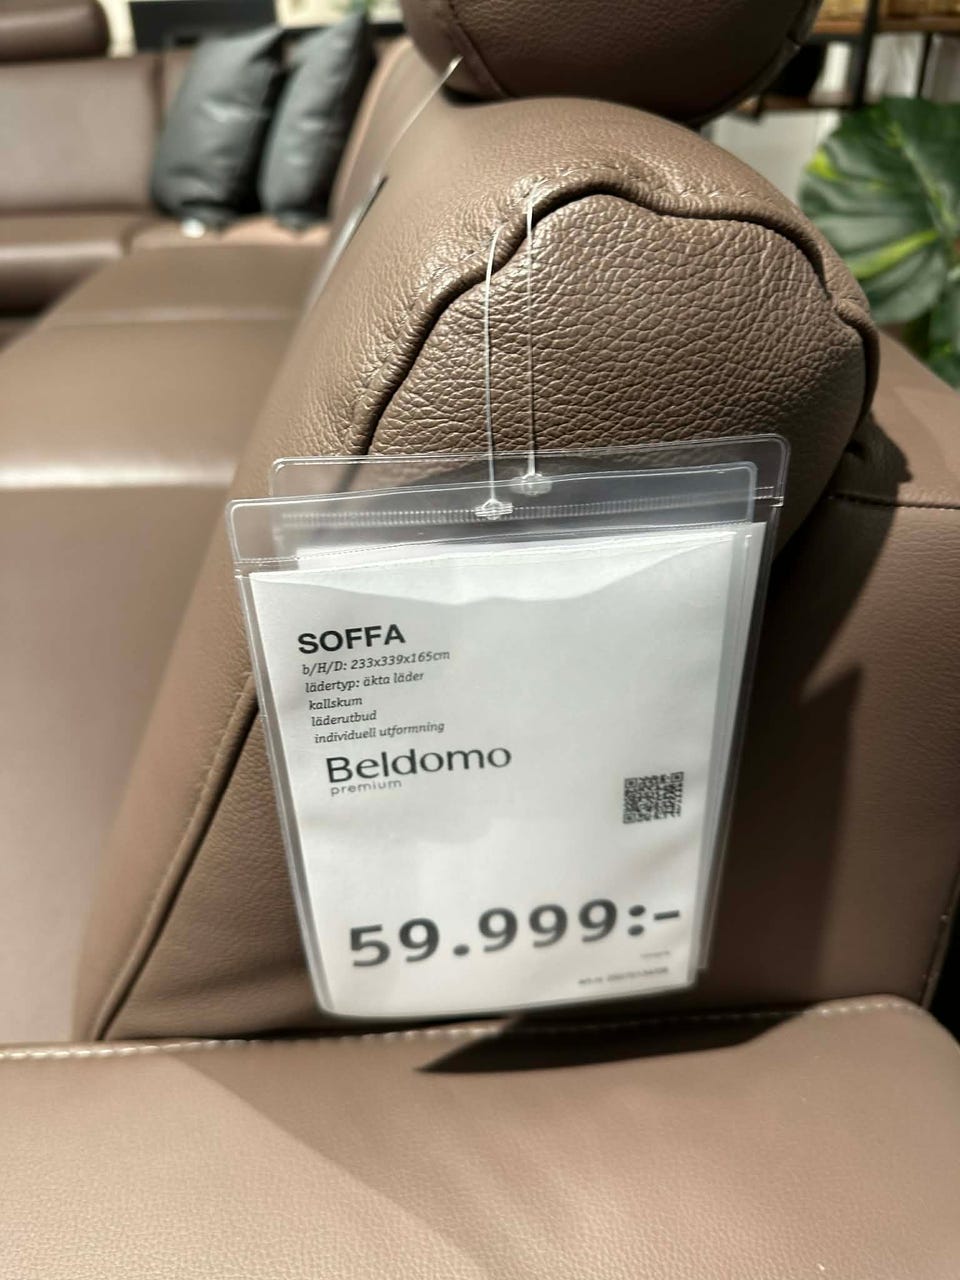 SOFFA
b/H/D: 233x339x165cm
lädertyp: äkta läder
kallskum
läderutbud
individuell utformning
Beldomo
premium
59.999:-